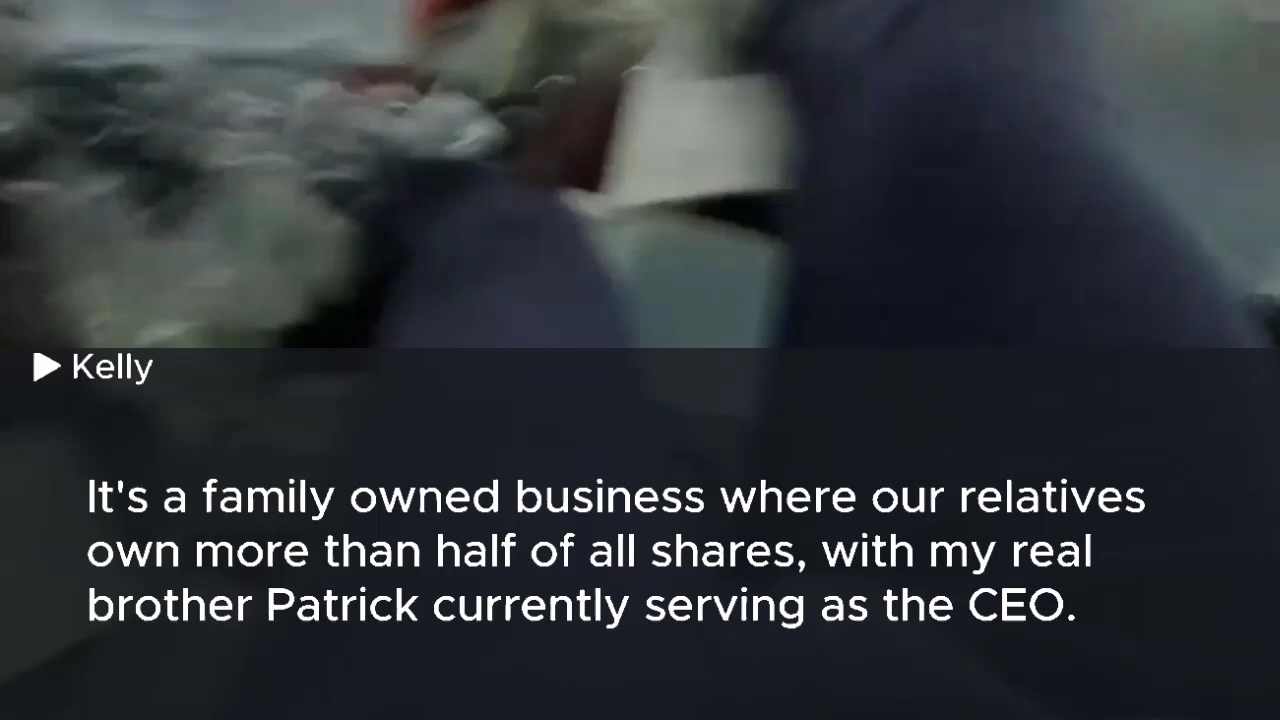 Kelly
It's a family owned business where our relatives
own more than half of all shares, with my real
brother Patrick currently serving as the CEO.